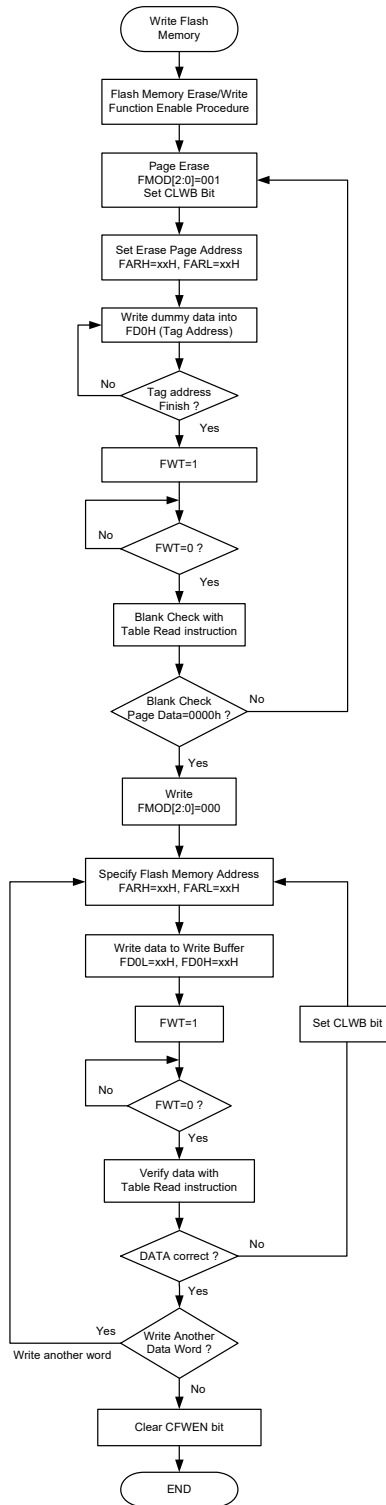 Write Flash
Memory
Flash Memory Erase/Write
Function Enable Procedure
Page Erase
FMOD[2:0]=001
Set CLWB Bit
Set Erase Page Address
FARH=xxH, FARL=xxH
Write dummy data into
FD0H (Tag Address)
No
Tag address
Finish ?
Yes
FWT=1
No
FWT=0 ?
Yes
Blank Check with
Table Read instruction
Blank Check
Page Data=0000h ?
No
Yes
Write
FMOD[2:0]=000
Specify Flash Memory Address
FARH=xxH, FARL=xxH
Write data to Write Buffer
FD0L=xxH, FD0H=xxH
FWT=1
Set CLWB bit
No
FWT=0 ?
Yes
Verify data with
Table Read instruction
DATA correct ?
No
Yes
Yes
Write another word
Write Another
Data Word ?
No
Clear CFWEN bit
END